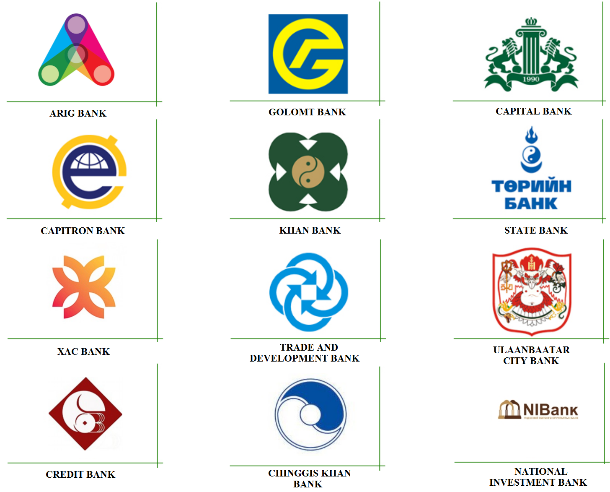 ARIG BANK
GOLOMT BANK
1990
CAPITAL BANK
CAPITRON BANK
KHAN BANK
ТӨРИЙН
БАНК
STATE BANK
XAC BANK
TRADE AND
DEVELOPMENT BANK
ULAANBAATAR
CITY BANK
CREDIT BANK
CHINGGIS KHAN
BANK
NIBank
NATIONAL
INVESTMENT BANK